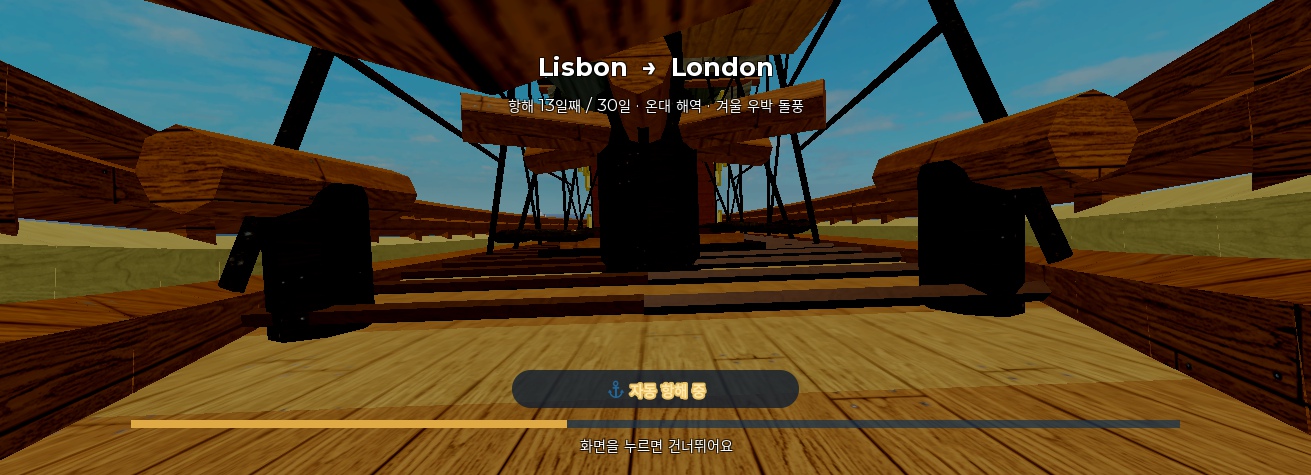 Lisbon → London
항해 13일째 / 30일 · 온대 해역 · 겨울 우박 돌풍
⚓ 자동 항해 중
화면을 누르면 건너뛰어요